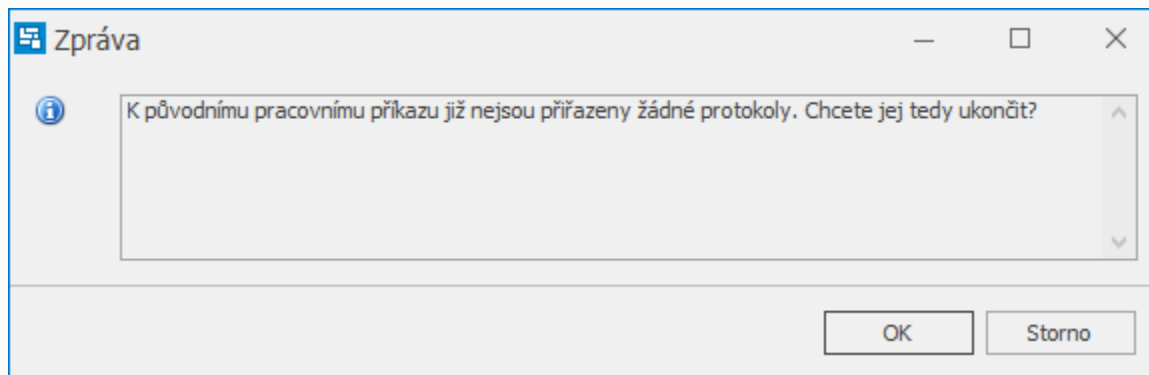 Zpráva
K původnímu pracovnímu příkazu již nejsou přiřazeny žádné protokoly. Chcete jej tedy ukončit?
OK
Storno